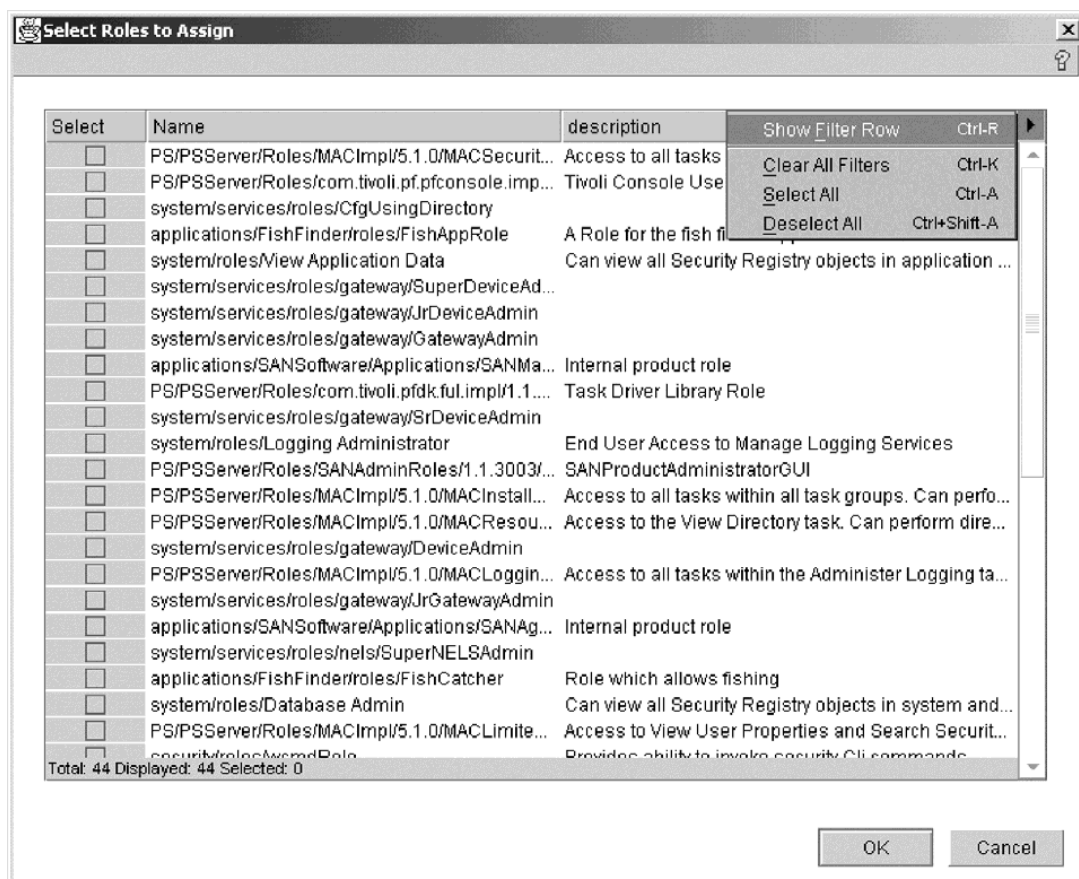 Select Roles to Assign
Select Name description
Show Filter Row Ctrl-R
Clear All Filters Ctrl-K
Select All Ctrl-A
Deselect All Ctrl+Shift-A
PS/PSServer/Roles/MACImpl/5.1.0/MACSecurit... Access to all tasks
PS/PSServer/Roles/com.tivoli.pf.pfconsole.imp... Tivoli Console Use
system/services/roles/CfgUsingDirectory
applications/FishFinder/roles/FishAppRole A Role for the fish
system/roles/View Application Data Can view all Security Registry objects in application ...
system/services/roles/gateway/SuperDeviceAd...
system/services/roles/gateway/JrDeviceAdmin
system/services/roles/gateway/GatewayAdmin
applications/SANSoftware/Applications/SANMa... Internal product role
PS/PSServer/Roles/com.tivoli.pfdk.ful.impl/1.1.... Task Driver Library Role
system/services/roles/gateway/SrDeviceAdmin
system/roles/Logging Administrator End User Access to Manage Logging Services
PS/PSServer/Roles/SANAdminRoles/1.1.3003/... SANProductAdministratorGUI
PS/PSServer/Roles/MACImpl/5.1.0/MACInstall... Access to all tasks within all task groups. Can perfo...
PS/PSServer/Roles/MACImpl/5.1.0/MACResou... Access to the View Directory task. Can perform dire...
system/services/roles/gateway/DeviceAdmin
PS/PSServer/Roles/MACImpl/5.1.0/MACLoggin... Access to all tasks within the Administer Logging ta...
system/services/roles/gateway/JrGatewayAdmin
applications/SANSoftware/Applications/SANAg... Internal product role
system/services/roles/nels/SuperNELSAdmin
applications/FishFinder/roles/FishCatcher Role which allows fishing
system/roles/Database Admin Can view all Security Registry objects in system and...
PS/PSServer/Roles/MACImpl/5.1.0/MACLimite... Access to View User Properties and Search Securit...
security/roles/wcmdRole Provides ability to invoke security Cli commands
Total: 44 Displayed: 44 Selected: 0
OK Cancel